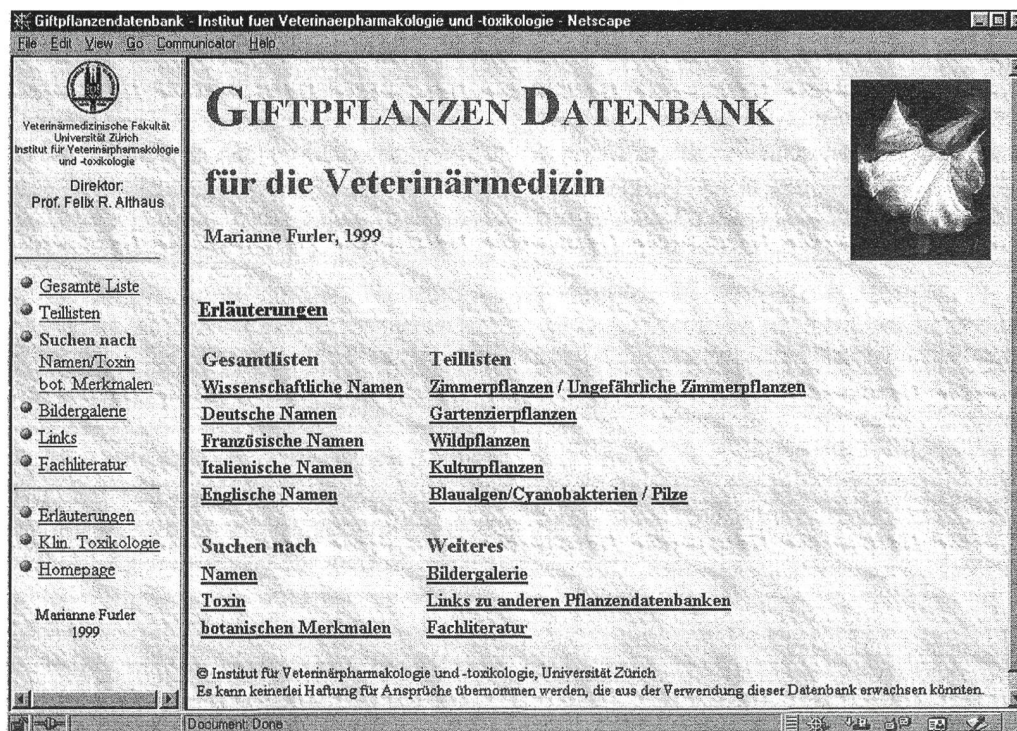 Giftpflanzendatenbank - Institut fuer Veterinaerpharmakologie und -toxikologie - Netscape
File Edit View Go Communicator Help
Veterinärmedizinische Fakultät
Universität Zürich
Institut für Veterinärpharmakologie
und -toxikologie
Direktor:
Prof. Felix R. Althaus
Gesamte Liste
Teillisten
Suchen nach
Namen/Toxin
bot. Merkmalen
Bildergalerie
Links
Fachliteratur
Erläuterungen
Klin. Toxikologie
Homepage
Marianne Furler
1999
GIFTPFLANZEN DATENBANK
für die Veterinärmedizin
Marianne Furler, 1999
Erläuterungen
Gesamtlisten Teillisten
Wissenschaftliche Namen Zimmerpflanzen / Ungefährliche Zimmerpflanzen
Deutsche Namen Gartenzierpflanzen
Französische Namen Wildpflanzen
Italienische Namen Kulturpflanzen
Englische Namen Blaualgen/Cyanobakterien / Pilze
Suchen nach Weiteres
Namen Bildergalerie
Toxin Links zu anderen Pflanzendatenbanken
botanischen Merkmalen Fachliteratur
© Institut für Veterinärpharmakologie und -toxikologie, Universität Zürich
Es kann keinerlei Haftung für Ansprüche übernommen werden, die aus der Verwendung dieser Datenbank erwachsen könnten.
Document: Done